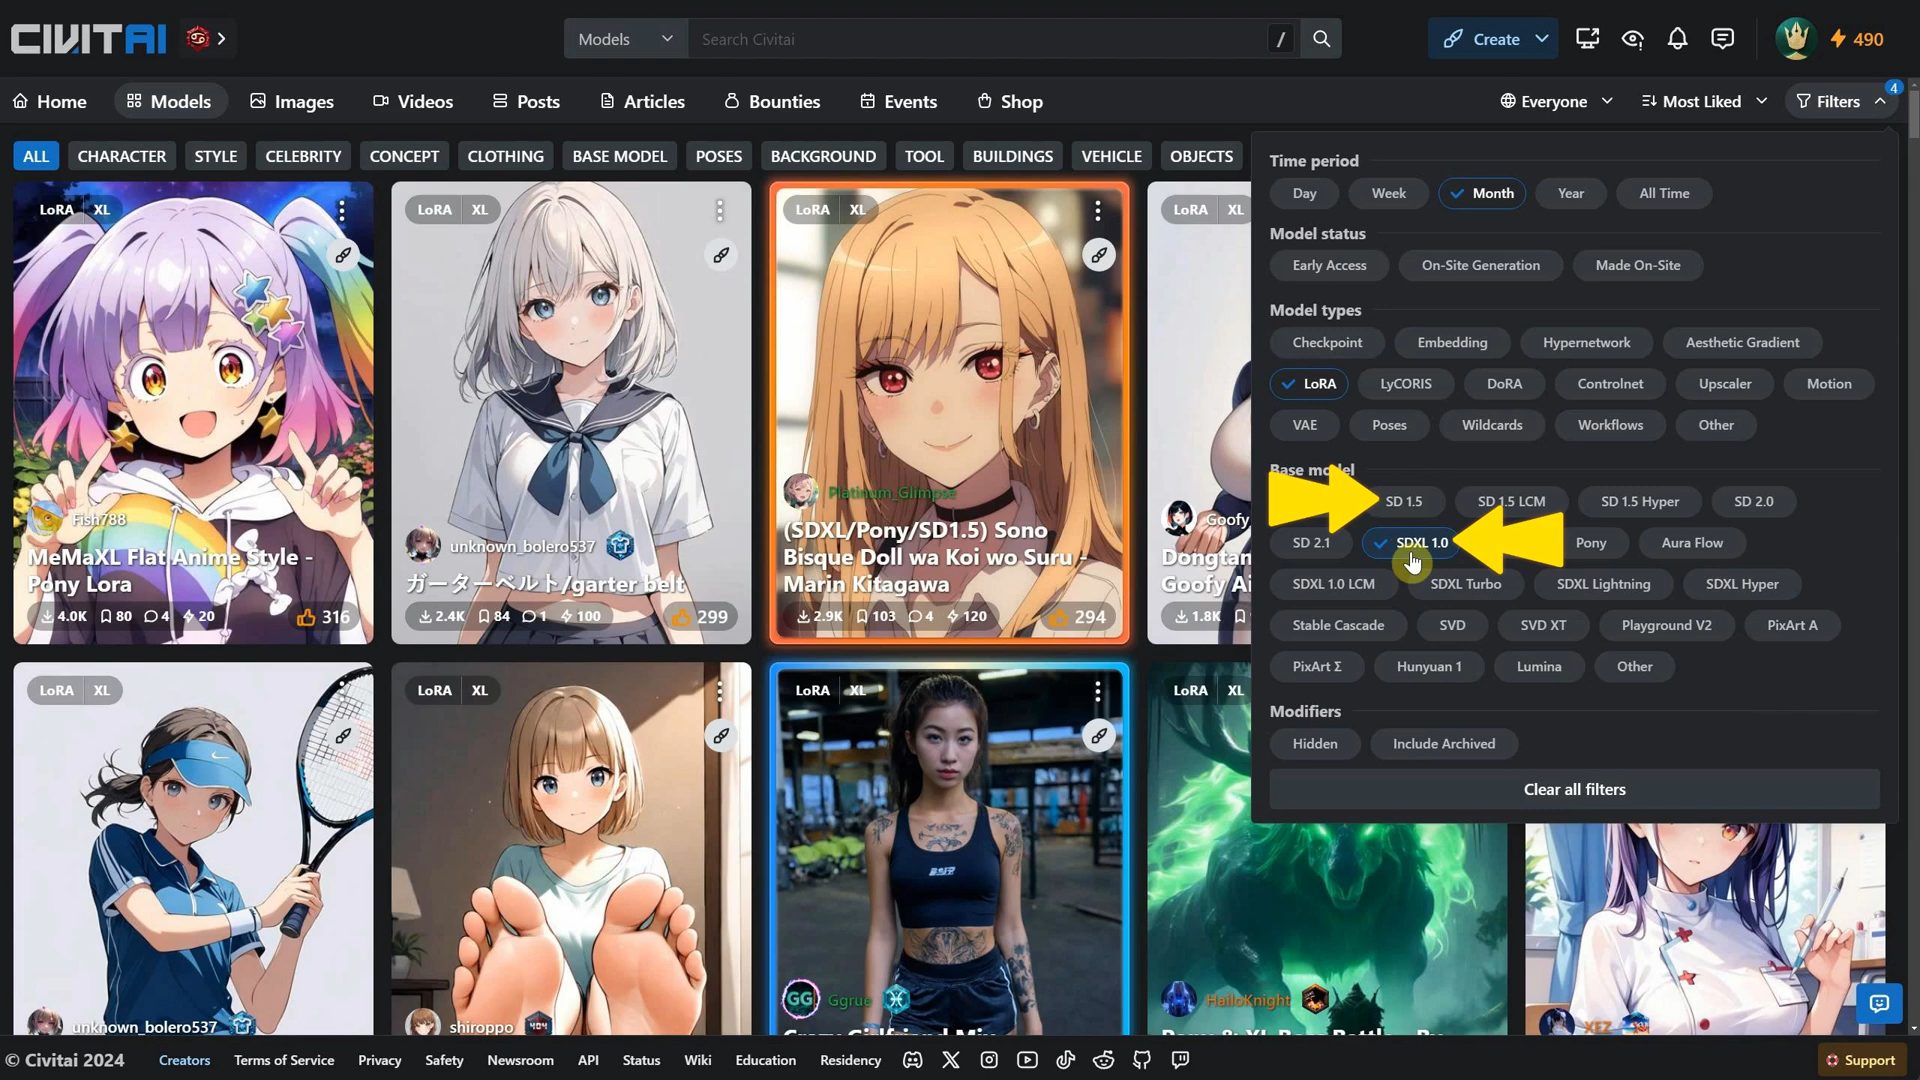 CIVITAI
Models
Search Civitai
/
Create
490
Home
Models
Images
Videos
Posts
Articles
Bounties
Events
Shop
Everyone
Most Liked
Filters
4
ALL
CHARACTER
STYLE
CELEBRITY
CONCEPT
CLOTHING
BASE MODEL
POSES
BACKGROUND
TOOL
BUILDINGS
VEHICLE
OBJECTS
LoRA XL
Fish788
MeMaXL Flat Anime Style -
Pony Lora
4.0K 80 4 20 316
LoRA XL
unknown_bolero537
ガーターベルト/garter belt
2.4K 84 1 100 299
LoRA XL
Platinum_Glimpse
(SDXL/Pony/SD1.5) Sono
Bisque Doll wa Koi wo Suru -
Marin Kitagawa
2.9K 103 4 120 294
LoRA XL
Goofy
Dongtan
Goofy Ai
1.8K
LoRA XL
unknown_bolero537
LoRA XL
shiroppo
404
LoRA XL
GG
Ggrue
LoRA XL
HailoKnight
XEZ
Time period
Day Week Month Year All Time
Model status
Early Access On-Site Generation Made On-Site
Model types
Checkpoint Embedding Hypernetwork Aesthetic Gradient
LoRA LyCORIS DoRA Controlnet Upscaler Motion
VAE Poses Wildcards Workflows Other
Base model
SD 1.5 SD 1.5 LCM SD 1.5 Hyper SD 2.0
SD 2.1 SDXL 1.0 Pony Aura Flow
SDXL 1.0 LCM SDXL Turbo SDXL Lightning SDXL Hyper
Stable Cascade SVD SVD XT Playground V2 PixArt A
PixArt Σ Hunyuan 1 Lumina Other
Modifiers
Hidden Include Archived
Clear all filters
© Civitai 2024
Creators
Terms of Service
Privacy
Safety
Newsroom
API
Status
Wiki
Education
Residency
Support